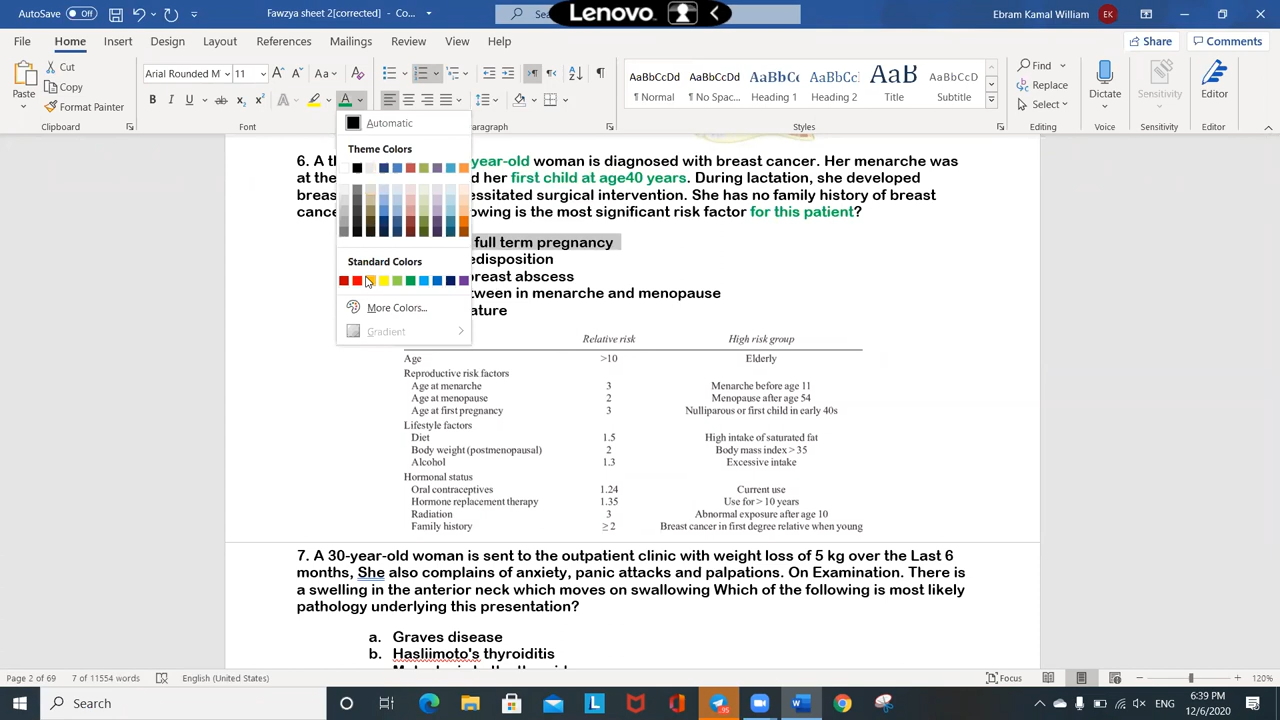 Lenovo
AutoSave Off
Fawzya sheet [corrected]
Ebram Kamal William EK
File Home Insert Design Layout References Mailings Review View Help Share Comments
Paste Cut Copy Format Painter Clipboard
Arial Rounded M 11 Aa
B I U ab x₂ x² A A
Font Paragraph
AaBbCcDd AaBbCcDd AaBbCc AaBbCc AaB AaBbCcD
¶ Normal ¶ No Spac... Heading 1 Title Subtitle
Styles
Find Replace Select Editing
Dictate Voice
Sensitivity Sensitivity
Editor Editor
Automatic
Theme Colors
Standard Colors
More Colors...
Gradient
6. A th year-old woman is diagnosed with breast cancer. Her menarche was
at the d her first child at age40 years. During lactation, she developed
breas essitated surgical intervention. She has no family history of breast
cance owing is the most significant risk factor for this patient?
full term pregnancy
edisposition
reast abscess
tween in menarche and menopause
ature
Relative risk High risk group
Age >10 Elderly
Reproductive risk factors
Age at menarche 3 Menarche before age 11
Age at menopause 2 Menopause after age 54
Age at first pregnancy 3 Nulliparous or first child in early 40s
Lifestyle factors
Diet 1.5 High intake of saturated fat
Body weight (postmenopausal) 2 Body mass index > 35
Alcohol 1.3 Excessive intake
Hormonal status
Oral contraceptives 1.24 Current use
Hormone replacement therapy 1.35 Use for > 10 years
Radiation 3 Abnormal exposure after age 10
Family history ≥ 2 Breast cancer in first degree relative when young
7. A 30-year-old woman is sent to the outpatient clinic with weight loss of 5 kg over the Last 6
months, She also complains of anxiety, panic attacks and palpations. On Examination. There is
a swelling in the anterior neck which moves on swallowing Which of the following is most likely
pathology underlying this presentation?
a. Graves disease
b. Hasliimoto's thyroiditis
Page 2 of 69 7 of 11554 words English (United States) Focus 120%
Search
6:39 PM
12/6/2020